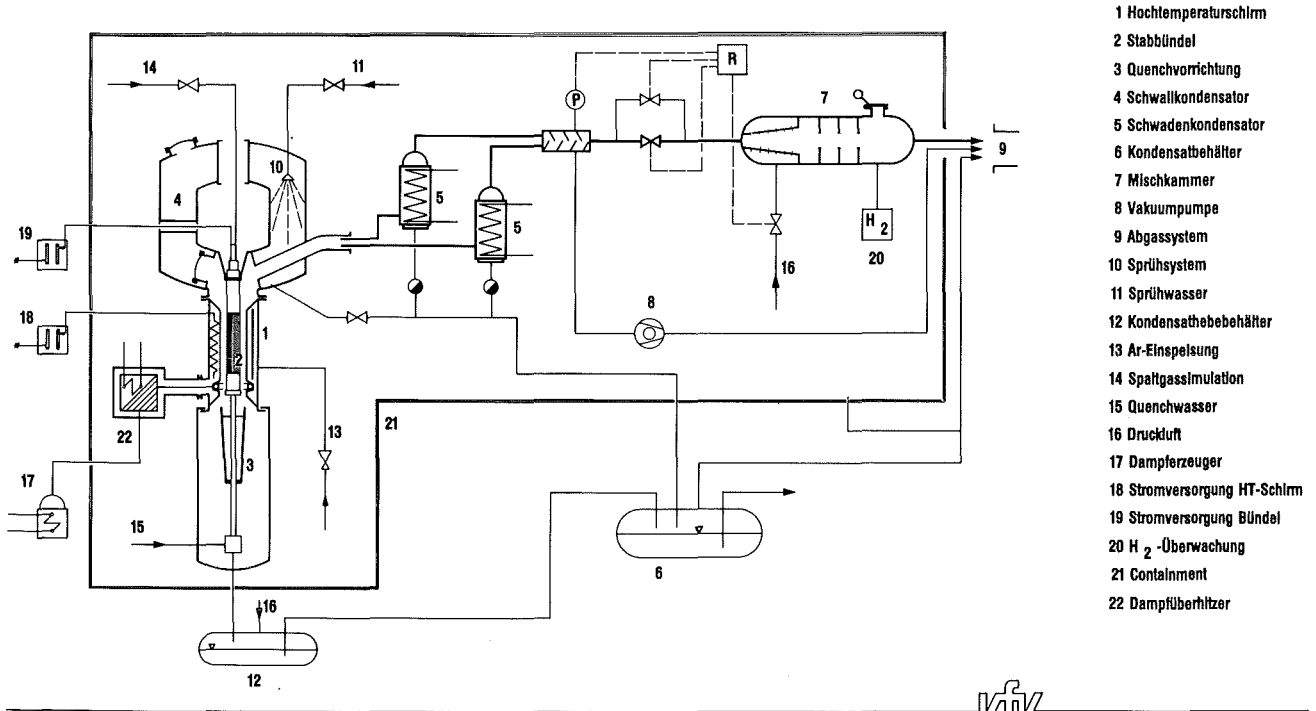 14
11
P
R
7
10
4
5
5
9
19
H 2
16
20
18
1
2
8
22
21
13
3
17
15
6
16
12
1 Hochtemperaturschirm
2 Stabbündel
3 Quenchvorrichtung
4 Schwallkondensator
5 Schwadenkondensator
6 Kondensatbehälter
7 Mischkammer
8 Vakuumpumpe
9 Abgassystem
10 Sprühsystem
11 Sprühwasser
12 Kondensathebebehälter
13 Ar-Einspeisung
14 Spaltgassimulation
15 Quenchwasser
16 Druckluft
17 Dampferzeuger
18 Stromversorgung HT-Schirm
19 Stromversorgung Bündel
20 H 2 -Überwachung
21 Containment
22 Dampfüberhitzer